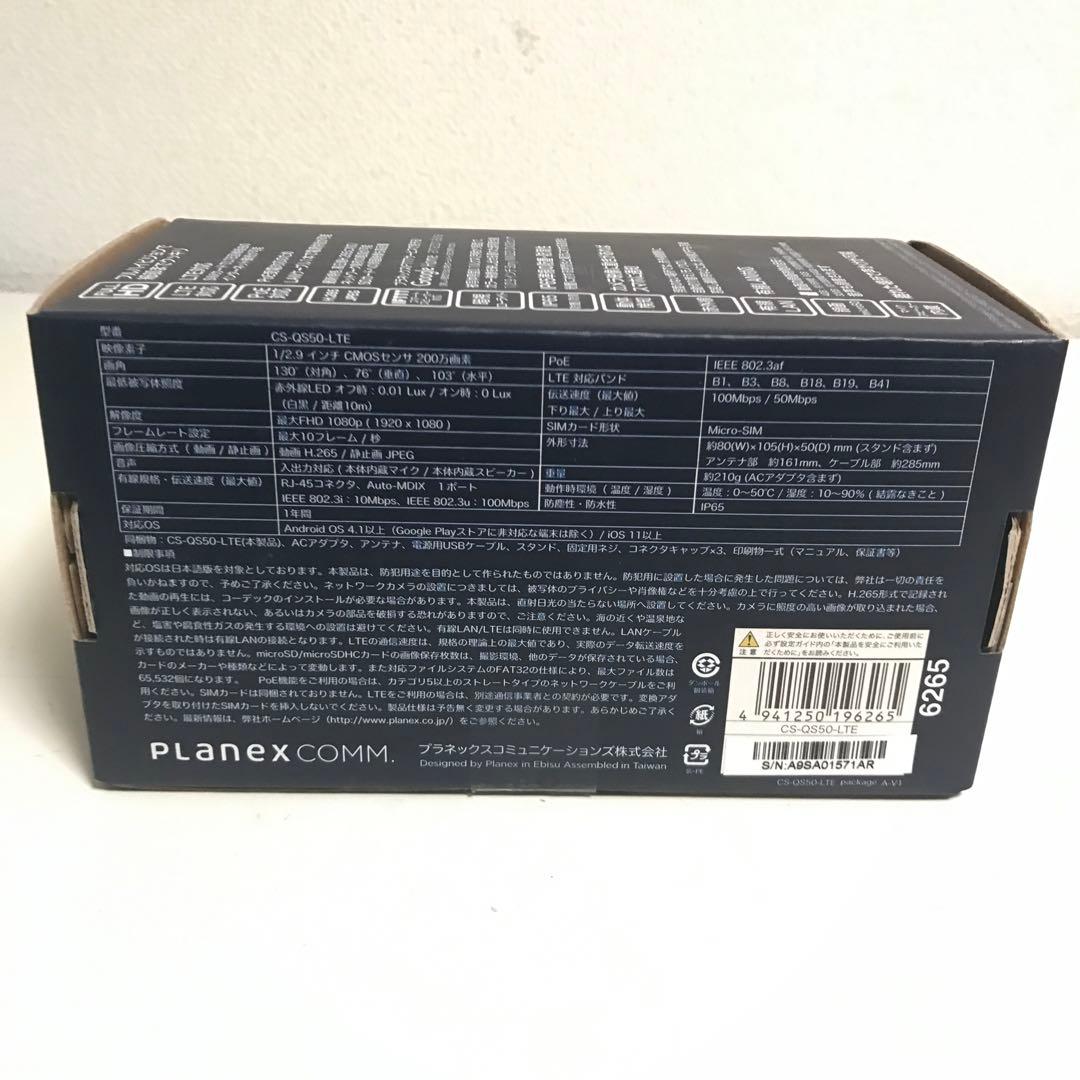 Full HD
LTE 対応
PoE 対応
型番 CS-QS50-LTE
映像素子 1/2.9 インチ CMOSセンサ 200万画素
画角 130°（対角）、76°（垂直）、103°（水平）
最低被写体照度 赤外線LED オフ時：0.01 Lux / オン時：0 Lux
（白黒 / 距離10m）
解像度 最大FHD 1080p ( 1920 x 1080 )
フレームレート設定 最大10フレーム / 秒
画像圧縮方式（ 動画 / 静止画 ） 動画 H.265 / 静止画 JPEG
音声 入出力対応 ( 本体内蔵マイク / 本体内蔵スピーカー )
有線規格・伝送速度（最大値） RJ-45コネクタ、Auto-MDIX 1ポート
IEEE 802.3i：10Mbps、IEEE 802.3u：100Mbps
保証期間 1年間
対応OS Android OS 4.1以上（Google Playストアに非対応な端末は除く）/ iOS 11以上
PoE IEEE 802.3af
LTE 対応バンド B1、B3、B8、B18、B19、B41
伝送速度（最大値） 100Mbps / 50Mbps
下り最大 / 上り最大
SIMカード形状 Micro-SIM
外形寸法 約80(W)×105(H)×50(D) mm (スタンド含まず)
アンテナ部 約161mm、ケーブル部 約285mm
重量 約210g (ACアダプタ含まず)
動作時環境（ 温度 / 湿度 ） 温度：0~50℃ / 湿度：10~90% ( 結露なきこと )
防塵性・防水性 IP65
同梱物：CS-QS50-LTE(本製品)、ACアダプタ、アンテナ、電源用USBケーブル、スタンド、固定用ネジ、コネクタキャップ×3、印刷物一式（マニュアル、保証書等）
■制限事項
対応OSは日本語版を対象としております。本製品は、防犯用途を目的として作られたものではありません。防犯用に設置した場合に発生した問題については、弊社は一切の責任を
負いかねますので、予めご了承ください。ネットワークカメラの設置につきましては、被写体のプライバシーや肖像権などを十分考慮の上で行ってください。H.265形式で記録され
た動画の再生には、コーデックのインストールが必要な場合があります。本製品は、直射日光の当たらない場所へ設置してください。カメラに照度の高い画像が取り込まれた場合、
画像が正しく表示されない、あるいはカメラの部品を破損する恐れがありますので、ご注意ください。海の近くや温泉地な
ど、塩害や腐食性ガスの発生する環境への設置は避けてください。有線LAN/LTEは同時に使用できません。LANケーブル
が接続された時は有線LANの接続となります。LTEの通信速度は、規格の理論上の最大値であり、実際のデータ転送速度を
示すものではありません。microSD/microSDHCカードの画像保存枚数は、撮影環境、他のデータが保存されている場合、
カードのメーカーや種類などによって変動します。また対応ファイルシステムのFAT32の仕様により、最大ファイル数は
65,532個になります。 PoE機能をご利用の場合は、カテゴリ5以上のストレートタイプのネットワークケーブルをご利
用ください。SIMカードは同梱されておりません。LTEをご利用の場合は、別途通信事業者との契約が必要です。変換アダ
プタを取り付けたSIMカードを挿入しないでください。製品仕様は予告無く変更する場合があります。あらかじめご了承く
ださい。最新情報は、弊社ホームページ (http://www.planex.co.jp/) をご参照ください。
PLANEX COMM.
プラネックスコミュニケーションズ株式会社
Designed by Planex in Ebisu Assembled in Taiwan
ダンボール
個装箱
紙
箱
プラ
袋:PE
注意
正しく安全にお使いいただくために、ご使用前に
必ず設定ガイド内の「本製品を安全にご利用いた
だくために」をお読みください。
4 941250 196265
CS-QS50-LTE
6265
S/N:A9SA01571AR
CS-QS50-LTE package A-V1